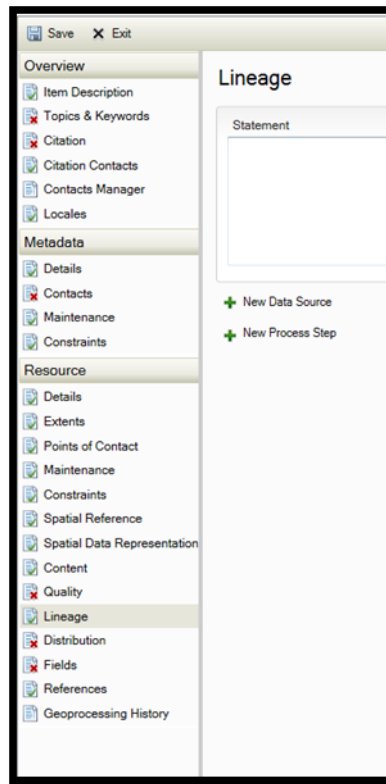 Save Exit
Overview
Item Description
Topics & Keywords
Citation
Citation Contacts
Contacts Manager
Locales
Metadata
Details
Contacts
Maintenance
Constraints
Resource
Details
Extents
Points of Contact
Maintenance
Constraints
Spatial Reference
Spatial Data Representation
Content
Quality
Lineage
Distribution
Fields
References
Geoprocessing History
Lineage
Statement
New Data Source
New Process Step